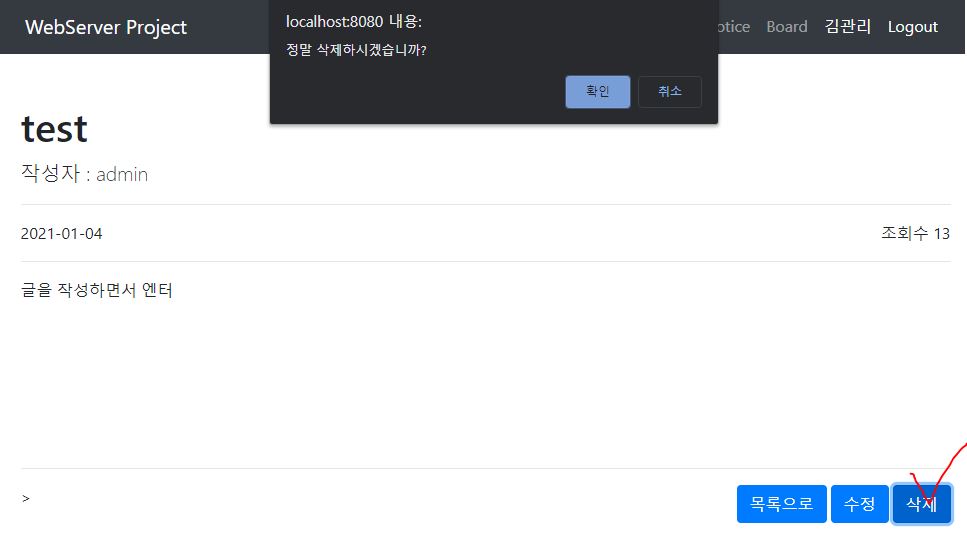 WebServer Project
localhost:8080 내용:
정말 삭제하시겠습니까?
확인 취소
otice Board 김관리 Logout
test
작성자 : admin
2021-01-04 조회수 13
글을 작성하면서 엔터
>
목록으로 수정 삭제